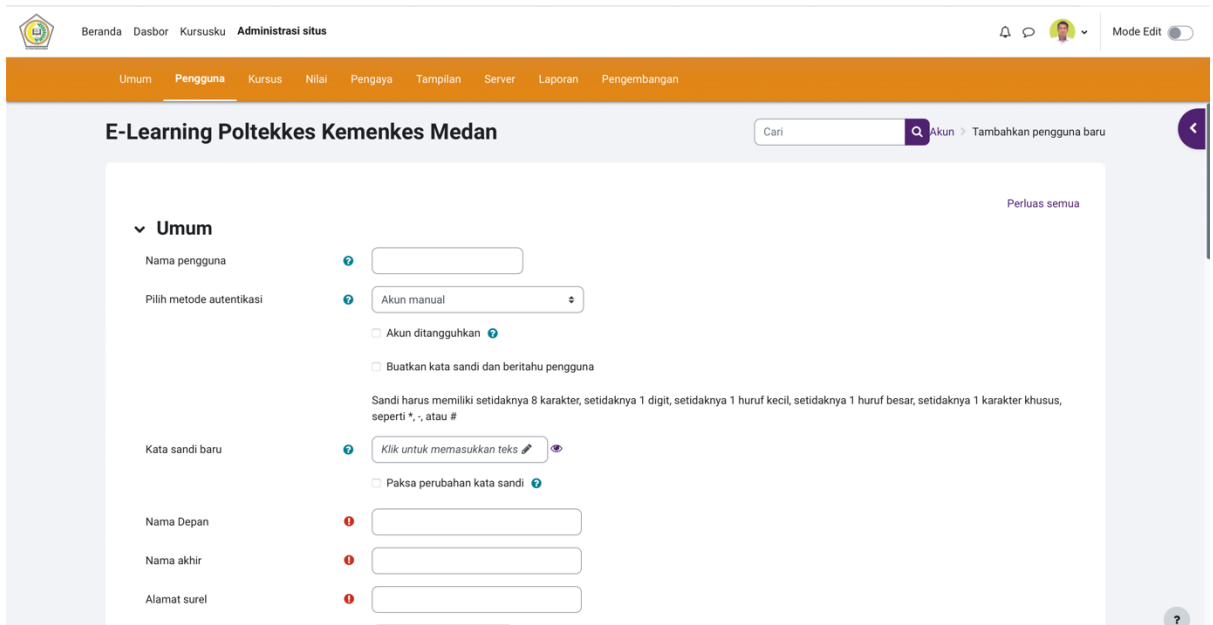 Beranda Dasbor Kursusku Administrasi situs
Mode Edit
Umum Pengguna Kursus Nilai Pengaya Tampilan Server Laporan Pengembangan
E-Learning Poltekkes Kemenkes Medan
Cari
Akun > Tambahkan pengguna baru
Perluas semua
Umum
Nama pengguna
Pilih metode autentikasi
Akun manual
Akun ditangguhkan
Buatkan kata sandi dan beritahu pengguna
Sandi harus memiliki setidaknya 8 karakter, setidaknya 1 digit, setidaknya 1 huruf kecil, setidaknya 1 huruf besar, setidaknya 1 karakter khusus,
seperti *, -, atau #
Kata sandi baru
Klik untuk memasukkan teks
Paksa perubahan kata sandi
Nama Depan
Nama akhir
Alamat surel
?